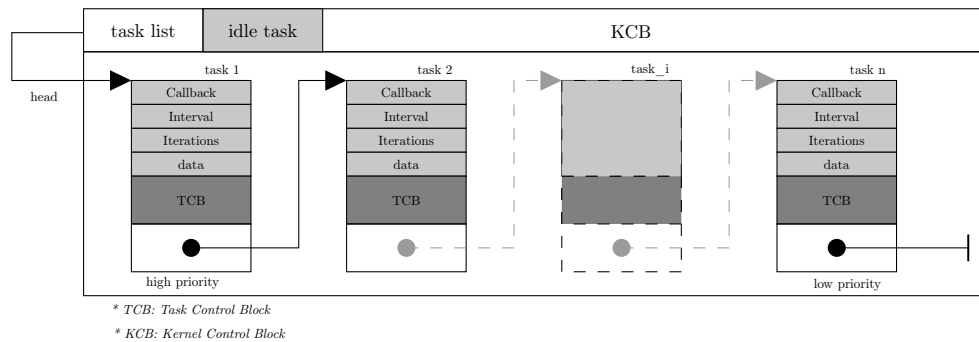 task list idle task KCB
task 1 task 2 task_i task n
head
Callback Callback Callback
Interval Interval Interval
Iterations Iterations Iterations
data data data
TCB TCB TCB
high priority low priority
* TCB: Task Control Block
* KCB: Kernel Control Block